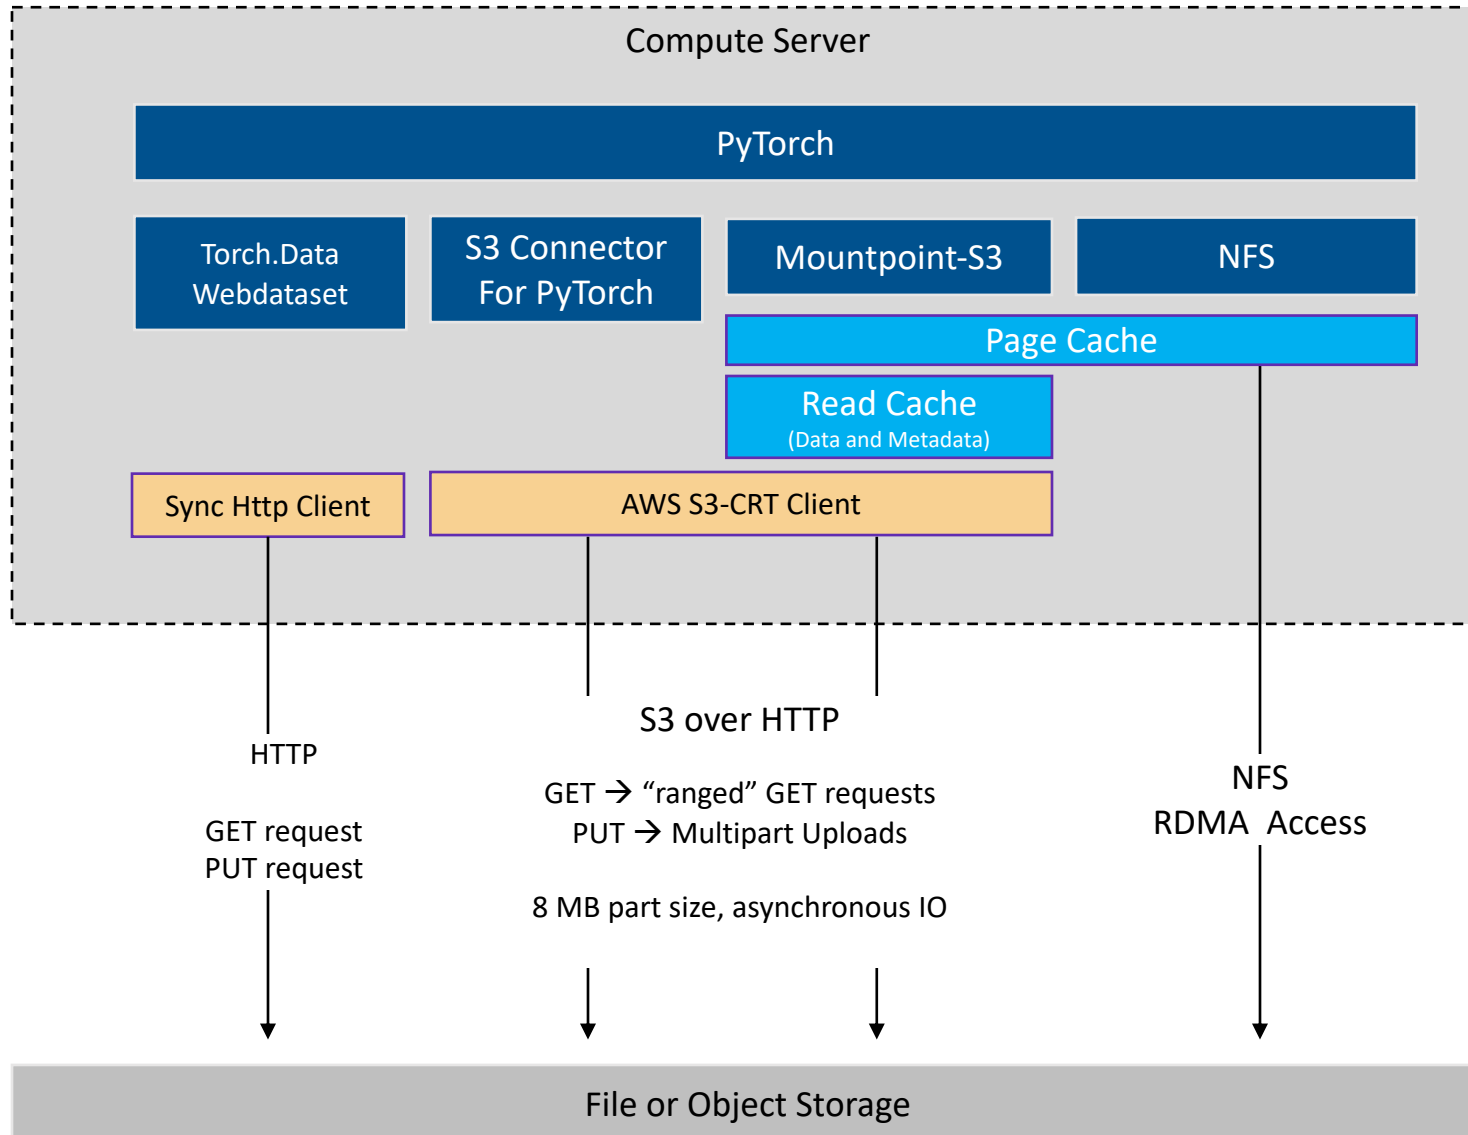 Compute Server
PyTorch
Torch.Data
Webdataset
S3 Connector
For PyTorch
Mountpoint-S3
NFS
Page Cache
Read Cache
(Data and Metadata)
Sync Http Client
AWS S3-CRT Client
HTTP
GET request
PUT request
S3 over HTTP
GET → “ranged” GET requests
PUT → Multipart Uploads
8 MB part size, asynchronous IO
NFS
RDMA Access
File or Object Storage